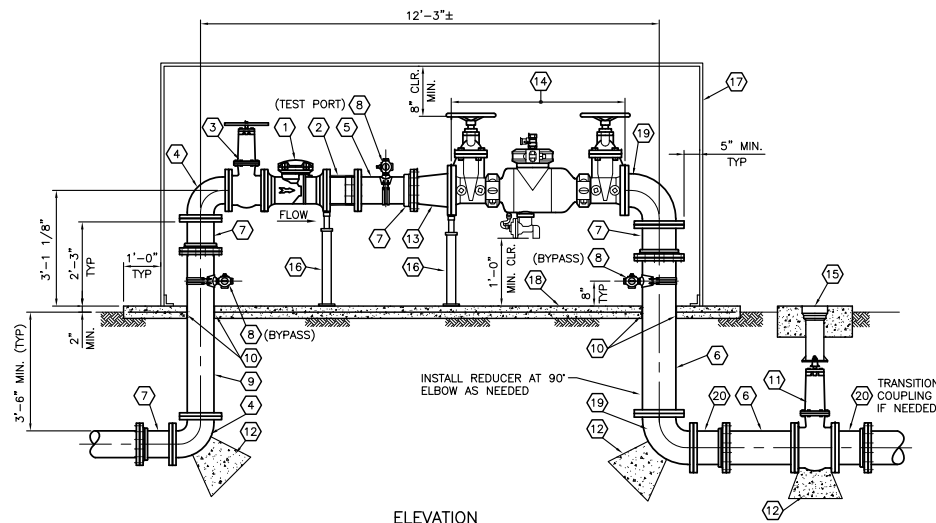 12'-3"±
8" CLR.
MIN.
14
17
(TEST PORT)
8
3
1
2
5
19
4
5" MIN.
TYP
FLOW
7
7
13
7
3'-1 1/8"
2'-3"
TYP
1'-0"
TYP
16
16
1'-0"
MIN. CLR.
(BYPASS)
8
8"
TYP
18
15
2"
MIN.
8
(BYPASS)
10
10
3'-6" MIN. (TYP)
9
6
INSTALL REDUCER AT 90°
ELBOW AS NEEDED
11
TRANSITION
COUPLING
IF NEEDED
7
4
19
20
6
20
12
12
12
ELEVATION